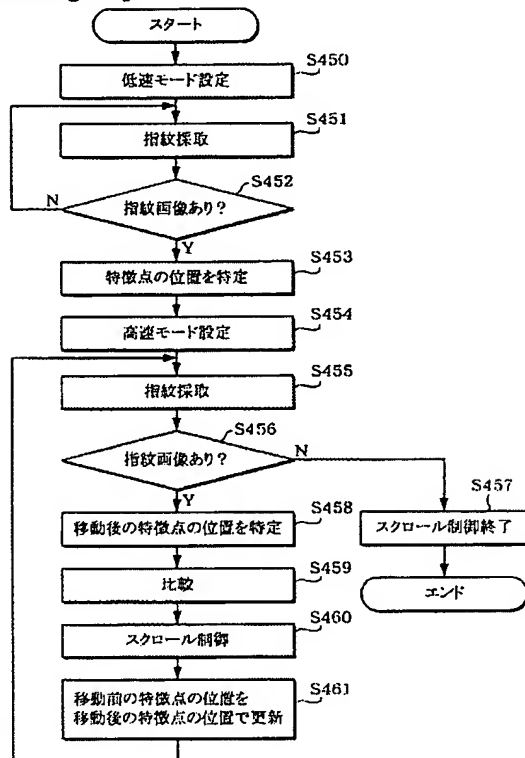 スタート
S450
低速モード設定
S451
指紋採取
S452
N
指紋画像あり?
Y
S453
特徴点の位置を特定
S454
高速モード設定
S455
指紋採取
S456
N
指紋画像あり?
Y
S457
スクロール制御終了
エンド
S458
移動後の特徴点の位置を特定
S459
比較
S460
スクロール制御
S461
移動前の特徴点の位置を
移動後の特徴点の位置で更新